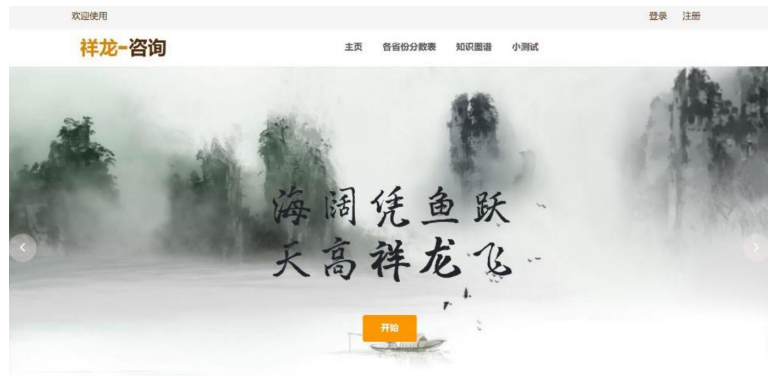 欢迎使用 登录 注册
祥龙-咨询 主页 各省份分数表 知识图谱 小测试
海阔凭鱼跃
天高祥龙飞
开始